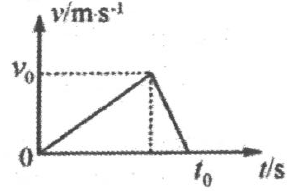 v/m·s⁻¹
v₀
0
t₀ t/s